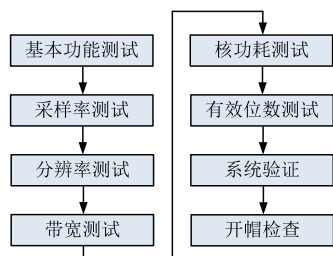 基本功能测试
采样率测试
分辨率测试
带宽测试
核功耗测试
有效位数测试
系统验证
开帽检查